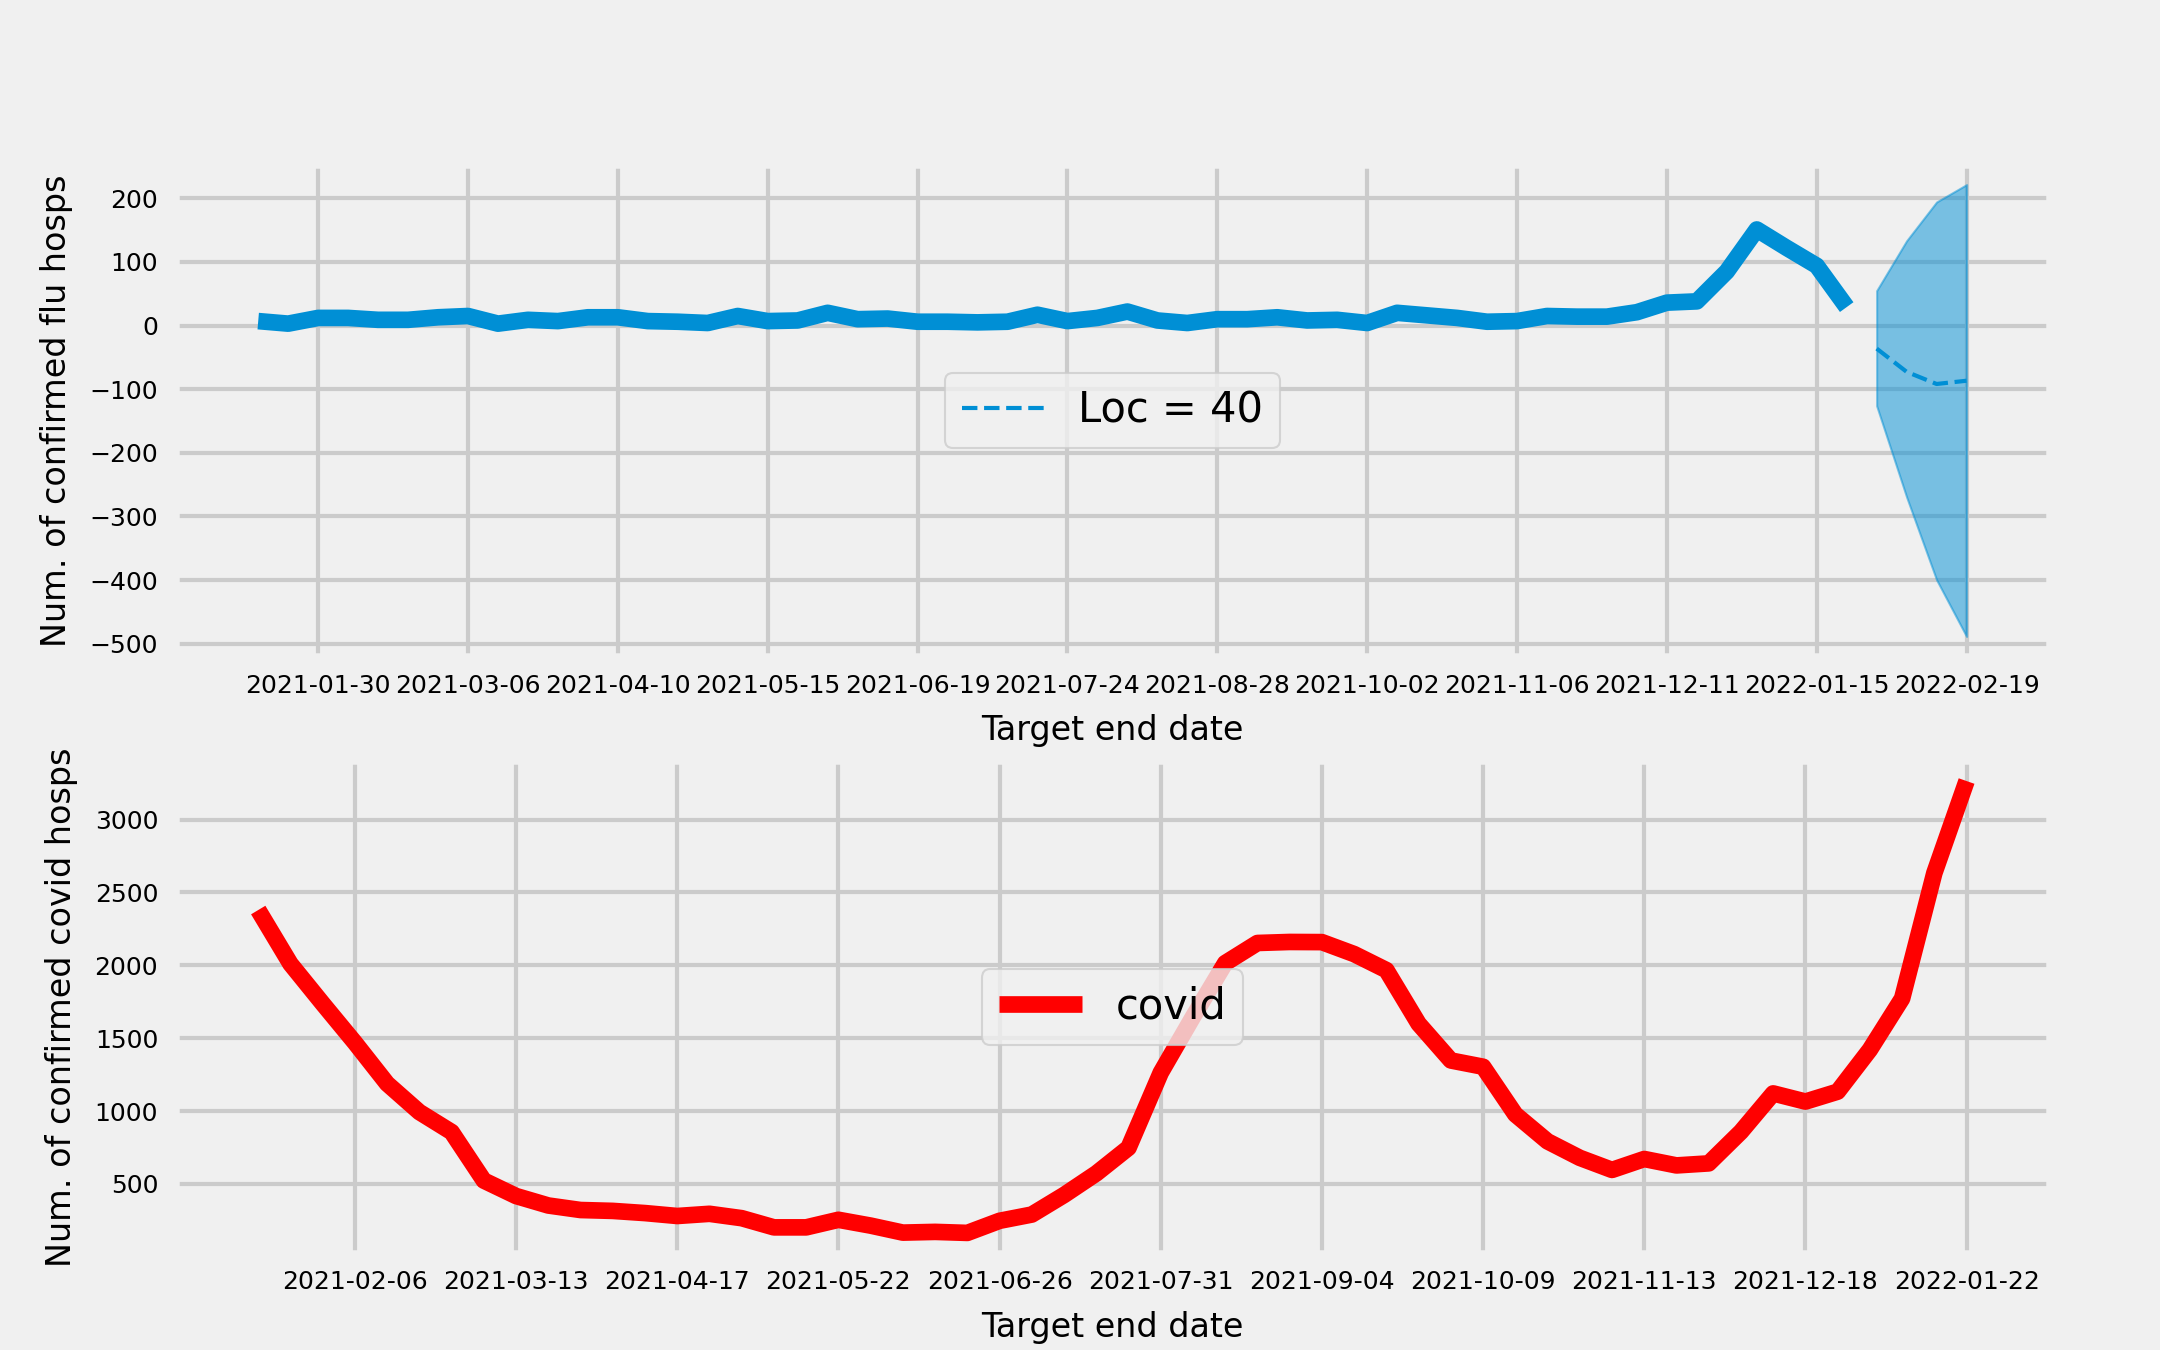 Num. of confirmed flu hosps
200
100
0
−100
−200
−300
−400
−500
Loc = 40
2021-01-30 2021-03-06 2021-04-10 2021-05-15 2021-06-19 2021-07-24 2021-08-28 2021-10-02 2021-11-06 2021-12-11 2022-01-15 2022-02-19
Target end date
Num. of confirmed covid hosps
3000
2500
2000
1500
1000
500
covid
2021-02-06 2021-03-13 2021-04-17 2021-05-22 2021-06-26 2021-07-31 2021-09-04 2021-10-09 2021-11-13 2021-12-18 2022-01-22
Target end date